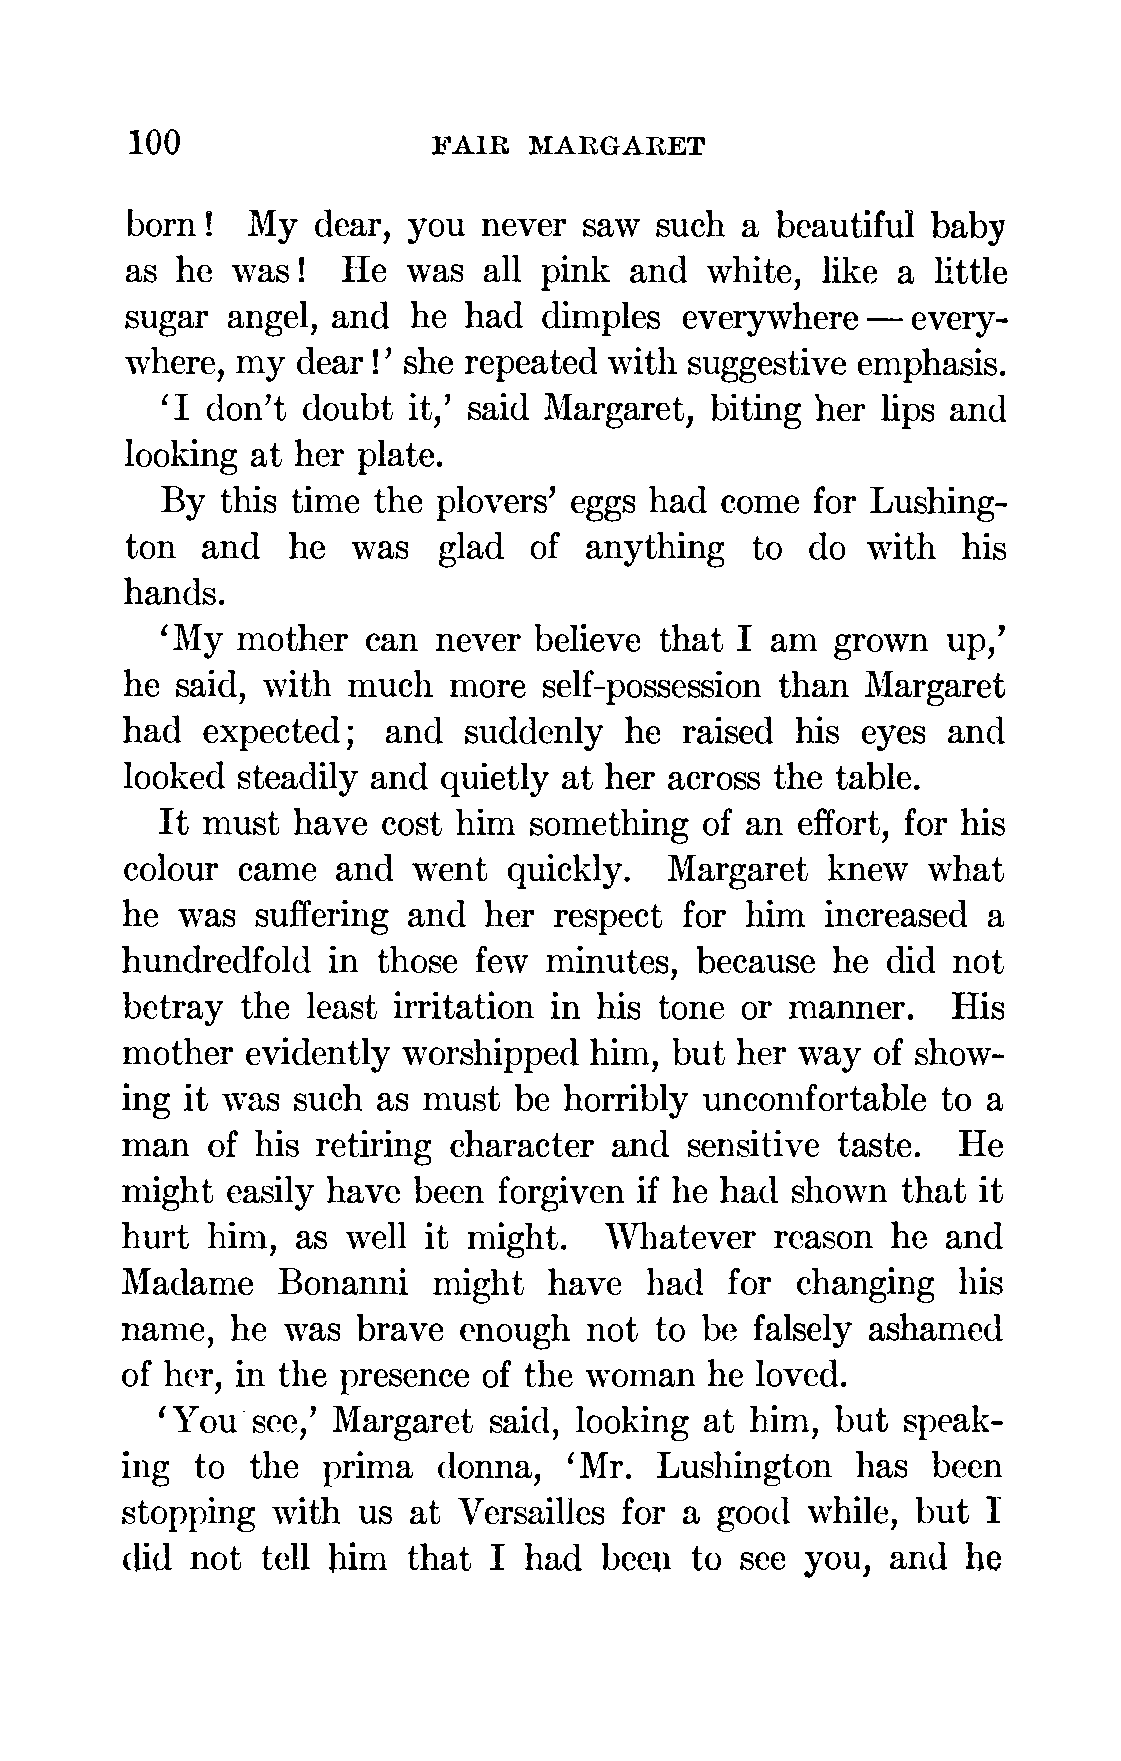 100 FAIR MARGARET
born! My dear, you never saw such a beautiful baby
as he was! He was all pink and white, like a little
sugar angel, and he had dimples everywhere — every-
where, my dear!' she repeated with suggestive emphasis.
'I don't doubt it,' said Margaret, biting her lips and
looking at her plate.
By this time the plovers' eggs had come for Lushing-
ton and he was glad of anything to do with his
hands.
'My mother can never believe that I am grown up,'
he said, with much more self-possession than Margaret
had expected; and suddenly he raised his eyes and
looked steadily and quietly at her across the table.
It must have cost him something of an effort, for his
colour came and went quickly. Margaret knew what
he was suffering and her respect for him increased a
hundredfold in those few minutes, because he did not
betray the least irritation in his tone or manner. His
mother evidently worshipped him, but her way of show-
ing it was such as must be horribly uncomfortable to a
man of his retiring character and sensitive taste. He
might easily have been forgiven if he had shown that it
hurt him, as well it might. Whatever reason he and
Madame Bonanni might have had for changing his
name, he was brave enough not to be falsely ashamed
of her, in the presence of the woman he loved.
'You see,' Margaret said, looking at him, but speak-
ing to the prima donna, 'Mr. Lushington has been
stopping with us at Versailles for a good while, but I
did not tell him that I had been to see you, and he